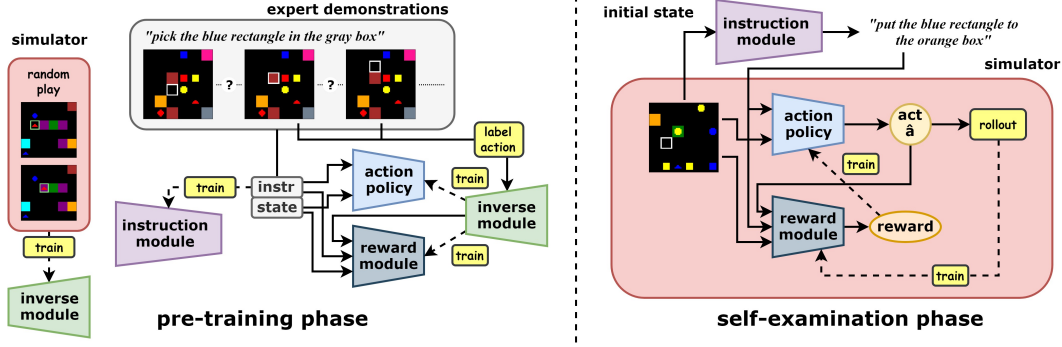 expert demonstrations
simulator
"pick the blue rectangle in the gray box"
random
play
?
?
label
action
train
instr
state
action
policy
train
instruction
module
inverse
module
reward
module
train
train
inverse
module
pre-training phase
initial state
instruction
module
"put the blue rectangle to
the orange box"
simulator
action
policy
act
â
rollout
train
reward
module
reward
train
self-examination phase